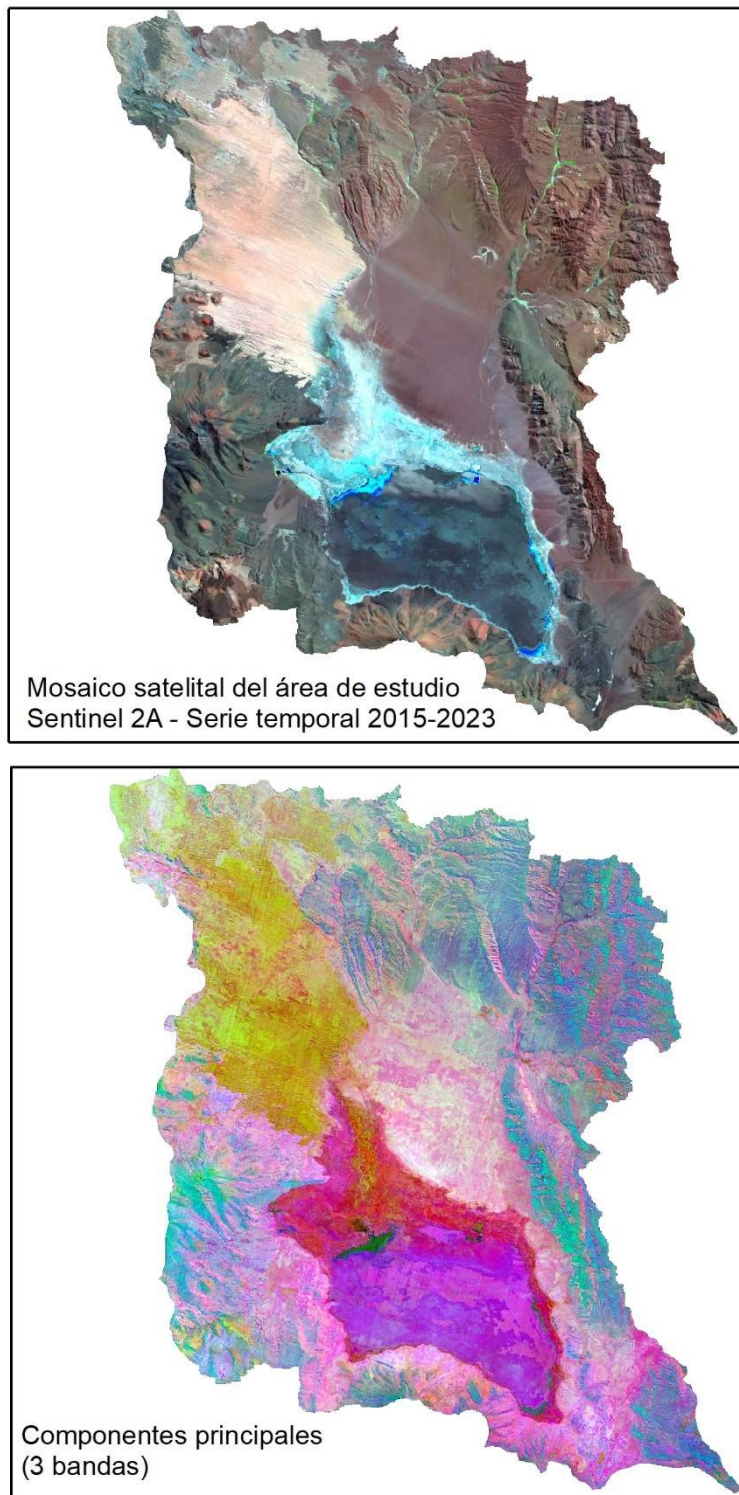 Mosaico satelital del área de estudio
Sentinel 2A - Serie temporal 2015-2023
Componentes principales
(3 bandas)